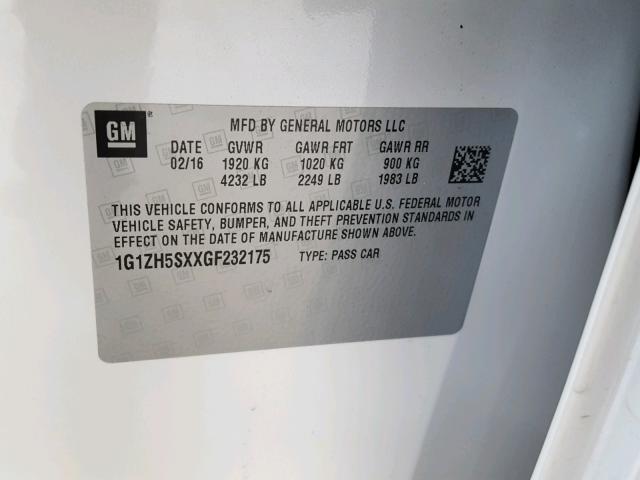 GM
MFD BY GENERAL MOTORS LLC
DATE GVWR GAWR FRT GAWR RR
02/16 1920 KG 1020 KG 900 KG
4232 LB 2249 LB 1983 LB
THIS VEHICLE CONFORMS TO ALL APPLICABLE U.S. FEDERAL MOTOR
VEHICLE SAFETY, BUMPER, AND THEFT PREVENTION STANDARDS IN
EFFECT ON THE DATE OF MANUFACTURE SHOWN ABOVE.
1G1ZH5SXXGF232175 TYPE: PASS CAR